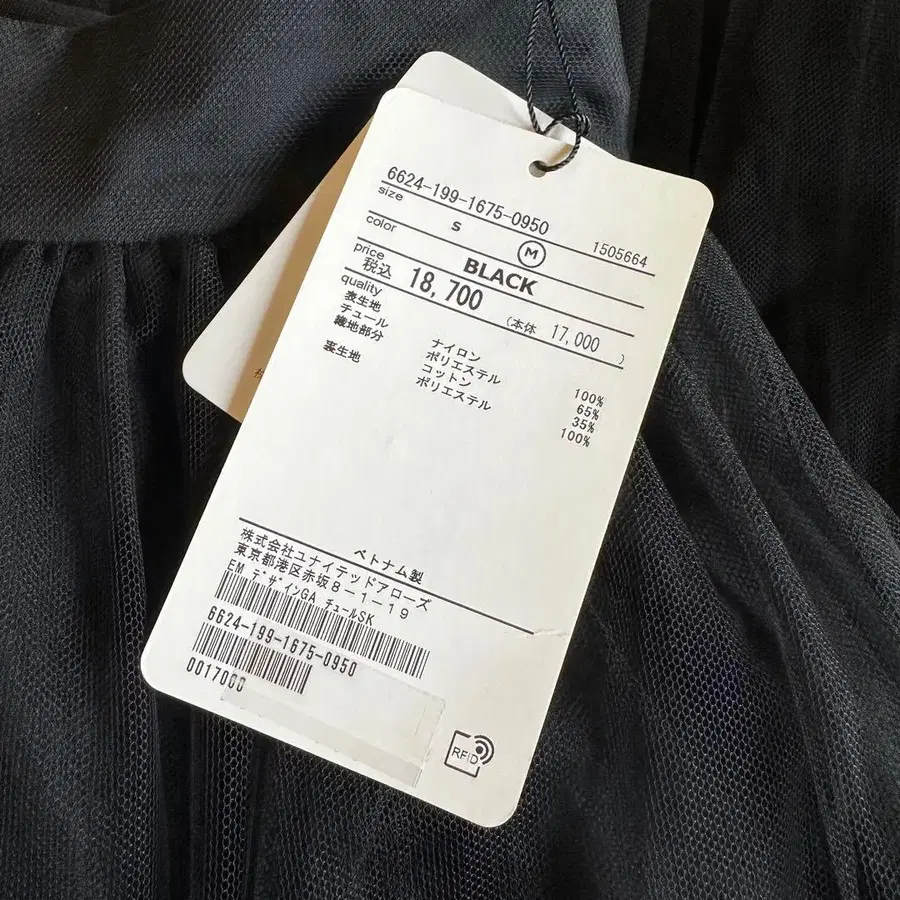 6624-199-1675-0950
size S Ⓜ 1505664
color BLACK
price 税込 18,700 (本体 17,000 )
quality
表生地
チュール ナイロン 100%
織地部分 ポリエステル 65%
コットン 35%
裏生地 ポリエステル 100%
ベトナム製
株式会社ユナイテッドアローズ
東京都港区赤坂8-1-19
EM デザインGA チュールSK
6624-199-1675-0950
0017000
RFID
株